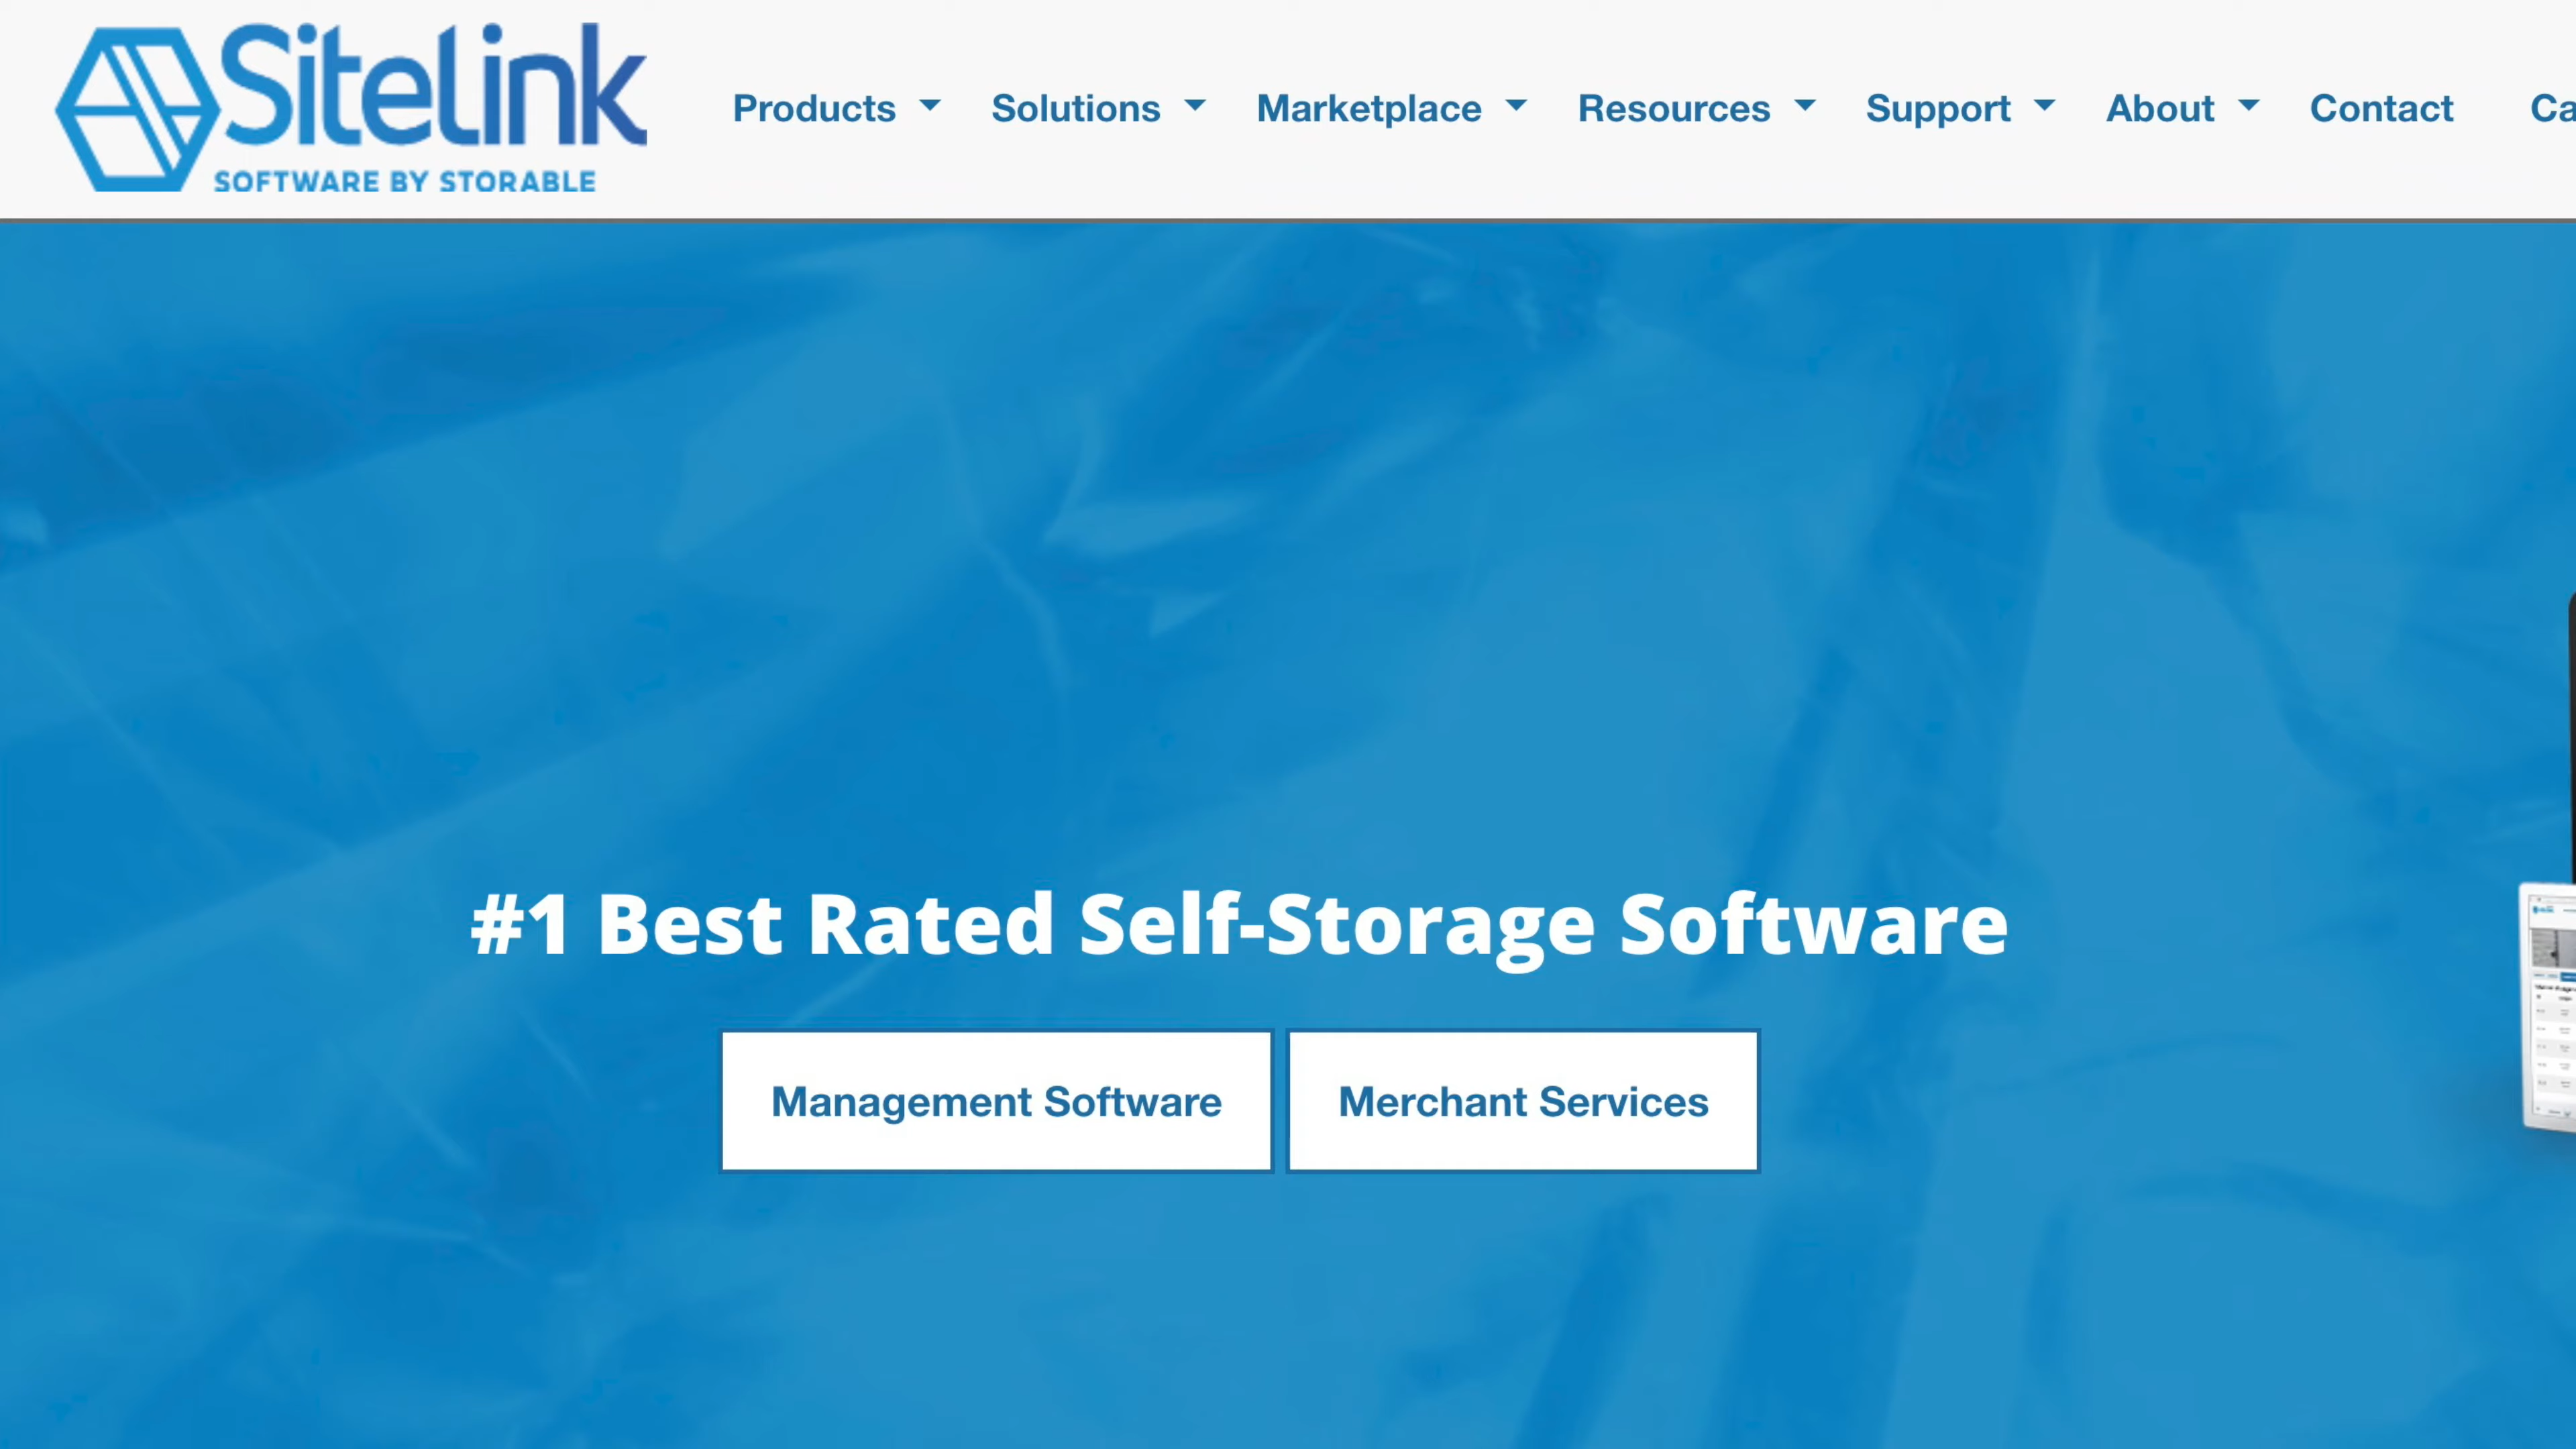 SiteLink
SOFTWARE BY STORABLE
Products Solutions Marketplace Resources Support About Contact
#1 Best Rated Self-Storage Software
Management Software Merchant Services